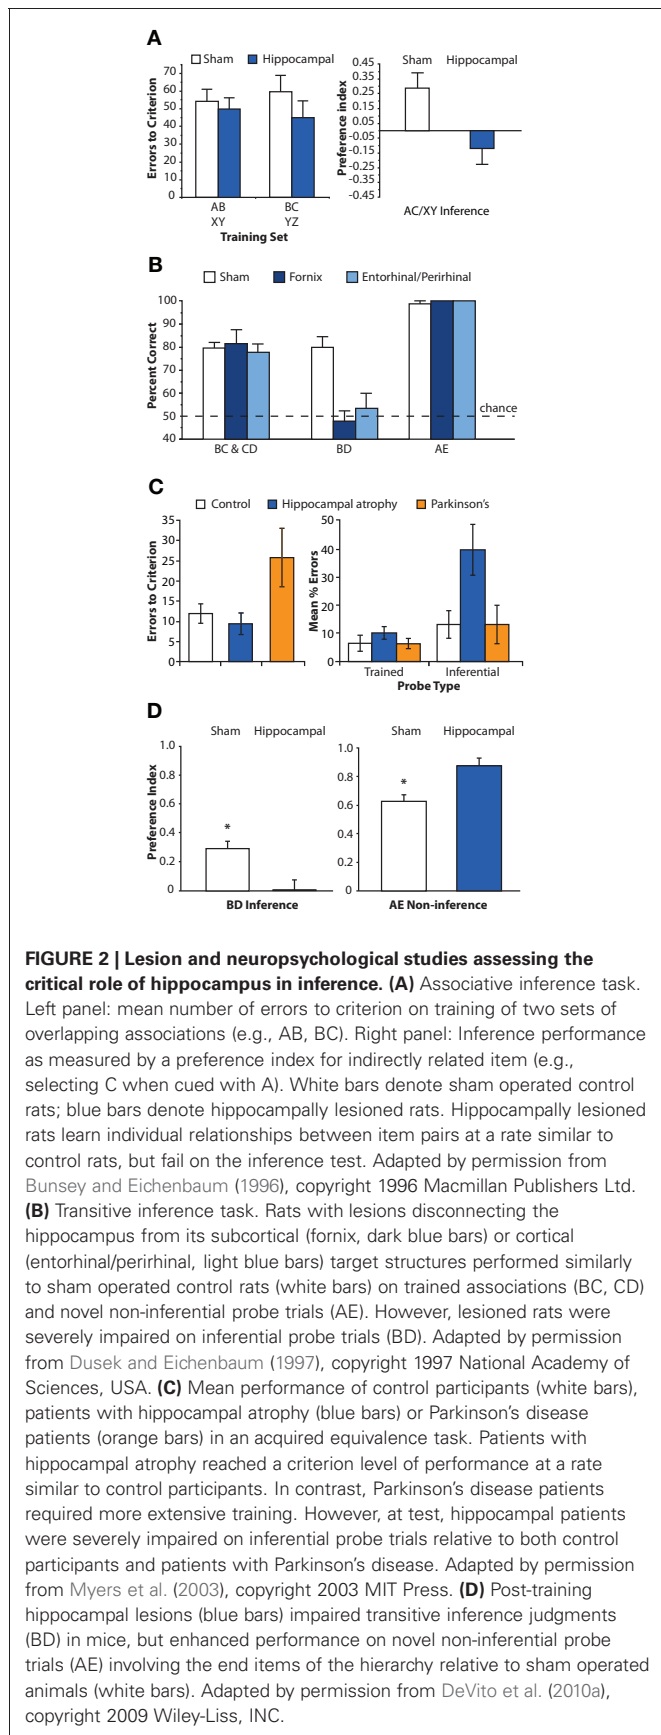 A
Sham Hippocampal
Errors to Criterion
70
60
50
40
30
20
10
0
AB
XY
BC
YZ
Training Set
Sham Hippocampal
Preference index
0.45
0.35
0.25
0.15
0.05
-0.05
-0.15
-0.25
-0.35
-0.45
AC/XY Inference
B
Sham Fornix Entorhinal/Perirhinal
Percent Correct
100
90
80
70
60
50
40
chance
BC & CD BD AE
C
Control Hippocampal atrophy Parkinson's
Errors to Criterion
35
30
25
20
15
10
5
0
Mean % Errors
50
40
30
20
10
0
Trained Inferential
Probe Type
D
Sham Hippocampal
Preference Index
1.0
0.8
0.6
0.4
0.2
0
*
BD Inference
Sham Hippocampal
1.0
0.8
0.6
0.4
0.2
0
*
AE Non-inference
FIGURE 2 | Lesion and neuropsychological studies assessing the
critical role of hippocampus in inference. (A) Associative inference task.
Left panel: mean number of errors to criterion on training of two sets of
overlapping associations (e.g., AB, BC). Right panel: Inference performance
as measured by a preference index for indirectly related item (e.g.,
selecting C when cued with A). White bars denote sham operated control
rats; blue bars denote hippocampally lesioned rats. Hippocampally lesioned
rats learn individual relationships between item pairs at a rate similar to
control rats, but fail on the inference test. Adapted by permission from
Bunsey and Eichenbaum (1996), copyright 1996 Macmillan Publishers Ltd.
(B) Transitive inference task. Rats with lesions disconnecting the
hippocampus from its subcortical (fornix, dark blue bars) or cortical
(entorhinal/perirhinal, light blue bars) target structures performed similarly
to sham operated control rats (white bars) on trained associations (BC, CD)
and novel non-inferential probe trials (AE). However, lesioned rats were
severely impaired on inferential probe trials (BD). Adapted by permission
from Dusek and Eichenbaum (1997), copyright 1997 National Academy of
Sciences, USA. (C) Mean performance of control participants (white bars),
patients with hippocampal atrophy (blue bars) or Parkinson's disease
patients (orange bars) in an acquired equivalence task. Patients with
hippocampal atrophy reached a criterion level of performance at a rate
similar to control participants. In contrast, Parkinson's disease patients
required more extensive training. However, at test, hippocampal patients
were severely impaired on inferential probe trials relative to both control
participants and patients with Parkinson's disease. Adapted by permission
from Myers et al. (2003), copyright 2003 MIT Press. (D) Post-training
hippocampal lesions (blue bars) impaired transitive inference judgments
(BD) in mice, but enhanced performance on novel non-inferential probe
trials (AE) involving the end items of the hierarchy relative to sham operated
animals (white bars). Adapted by permission from DeVito et al. (2010a),
copyright 2009 Wiley-Liss, INC.